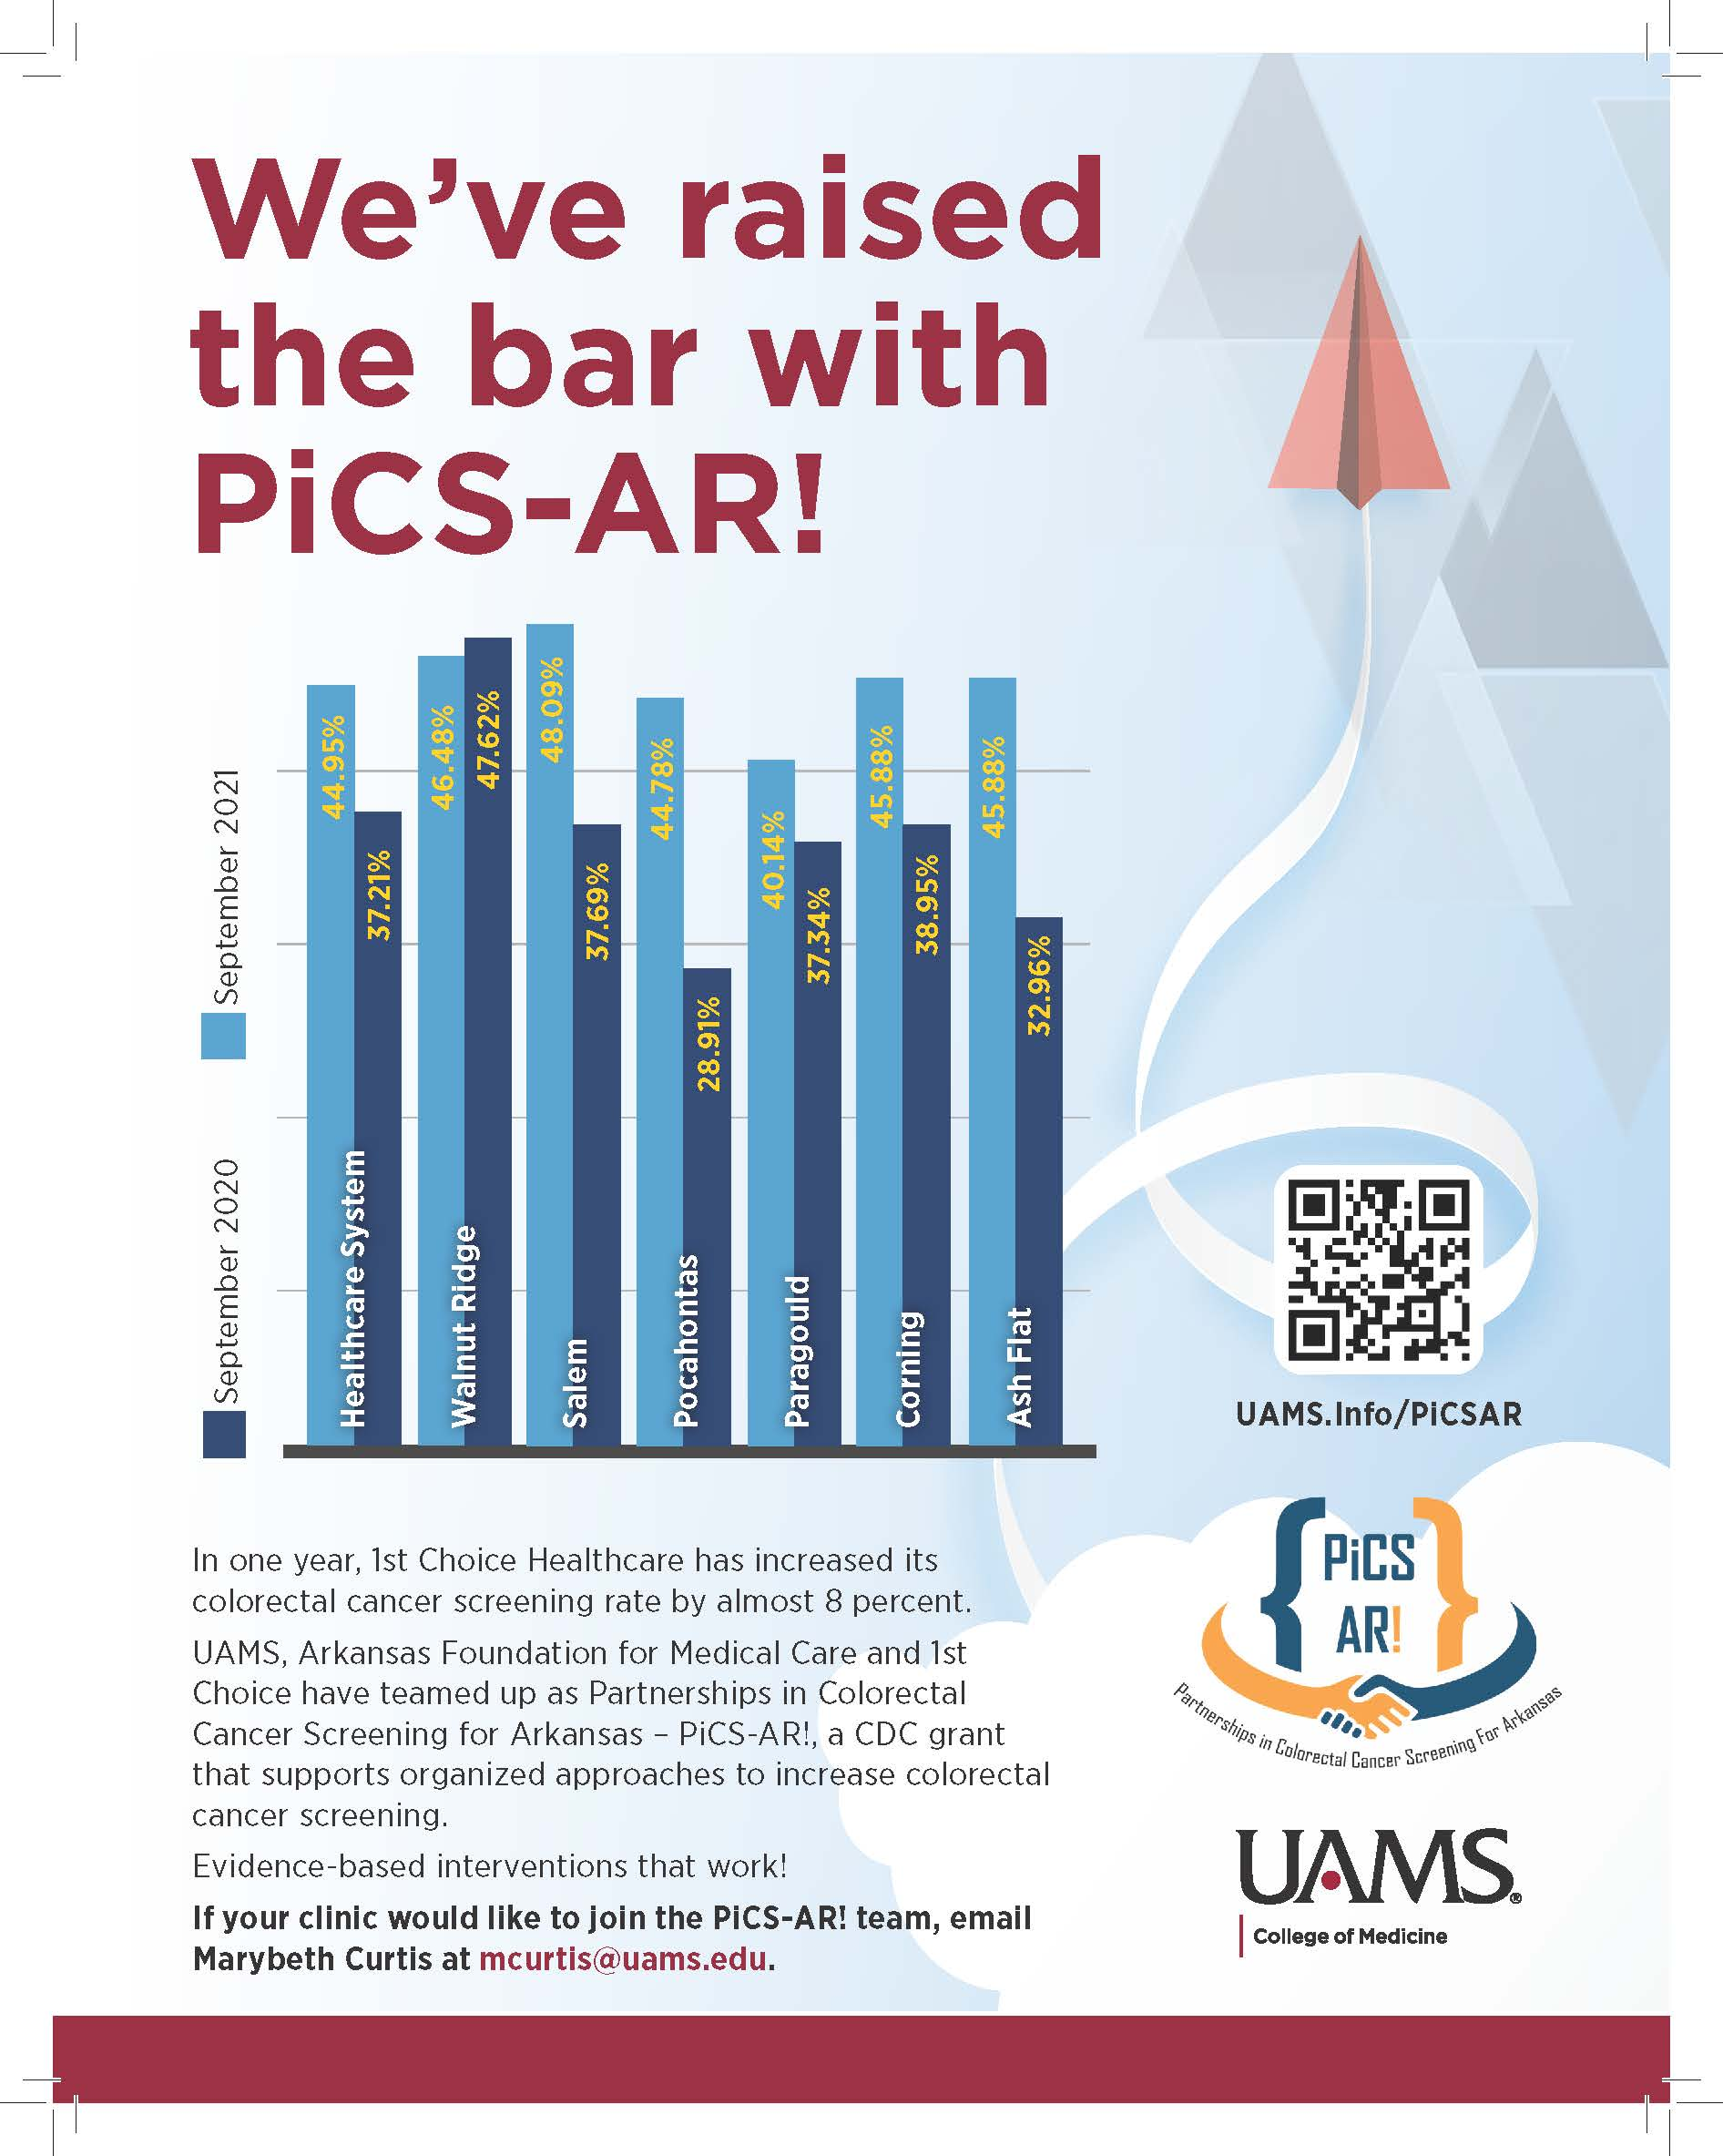 We've raised
the bar with
PiCS-AR!
September 2021
September 2020
44.95%
37.21%
Healthcare System
46.48%
47.62%
Walnut Ridge
48.09%
37.69%
Salem
44.78%
28.91%
Pocahontas
40.14%
37.34%
Paragould
45.88%
38.95%
Corning
45.88%
32.96%
Ash Flat
UAMS.Info/PiCSAR
In one year, 1st Choice Healthcare has increased its
colorectal cancer screening rate by almost 8 percent.
UAMS, Arkansas Foundation for Medical Care and 1st
Choice have teamed up as Partnerships in Colorectal
Cancer Screening for Arkansas – PiCS-AR!, a CDC grant
that supports organized approaches to increase colorectal
cancer screening.
Evidence-based interventions that work!
If your clinic would like to join the PiCS-AR! team, email
Marybeth Curtis at mcurtis@uams.edu.
PiCS
AR!
Partnerships in Colorectal Cancer Screening For Arkansas
UAMS®
College of Medicine